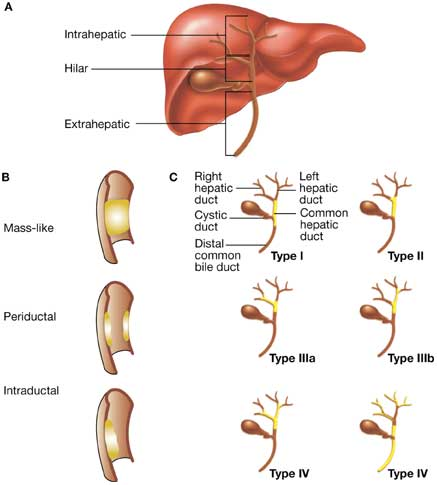 A
Intrahepatic
Hilar
Extrahepatic
B
Mass-like
Periductal
Intraductal
C
Right
hepatic
duct
Cystic
duct
Distal
common
bile duct
Left
hepatic
duct
Common
hepatic
duct
Type I
Type II
Type IIIa
Type IIIb
Type IV
Type IV